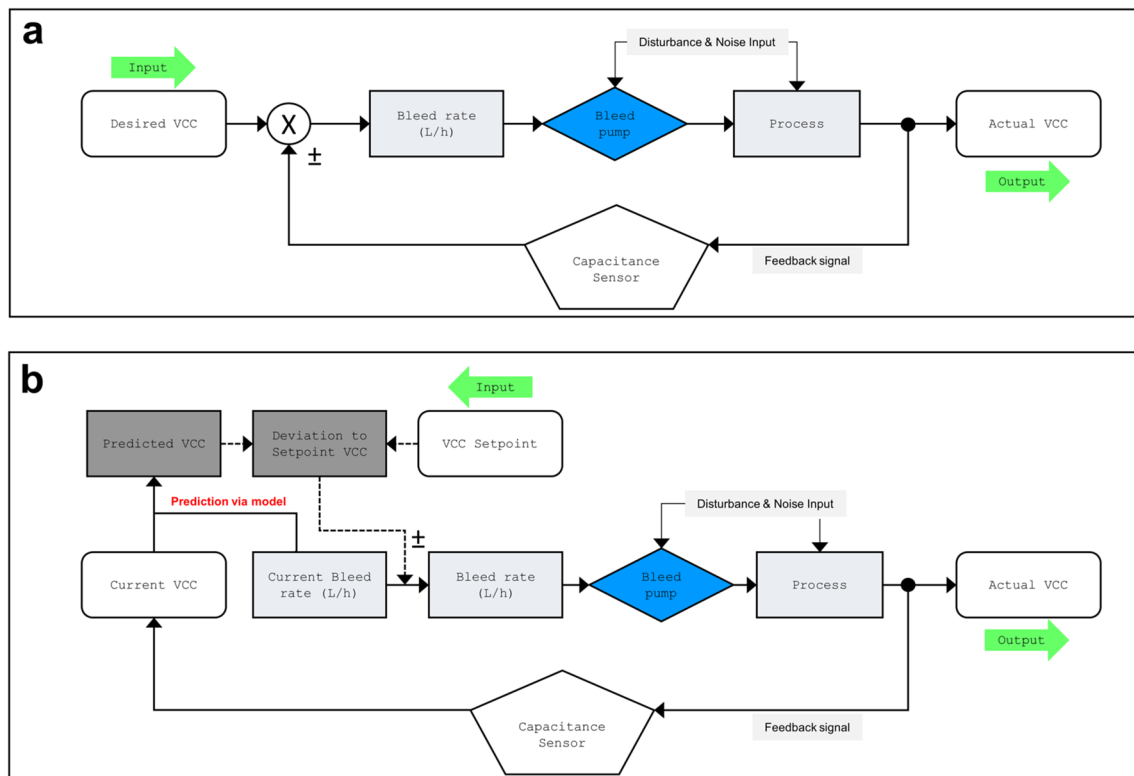 a
Disturbance & Noise Input
Input
Desired VCC
X
±
Bleed rate
(L/h)
Bleed
pump
Process
Actual VCC
Output
Capacitance
Sensor
Feedback signal
b
Input
Predicted VCC
Deviation to
Setpoint VCC
VCC Setpoint
Prediction via model
Disturbance & Noise Input
±
Current VCC
Current Bleed
rate (L/h)
Bleed rate
(L/h)
Bleed
pump
Process
Actual VCC
Output
Capacitance
Sensor
Feedback signal